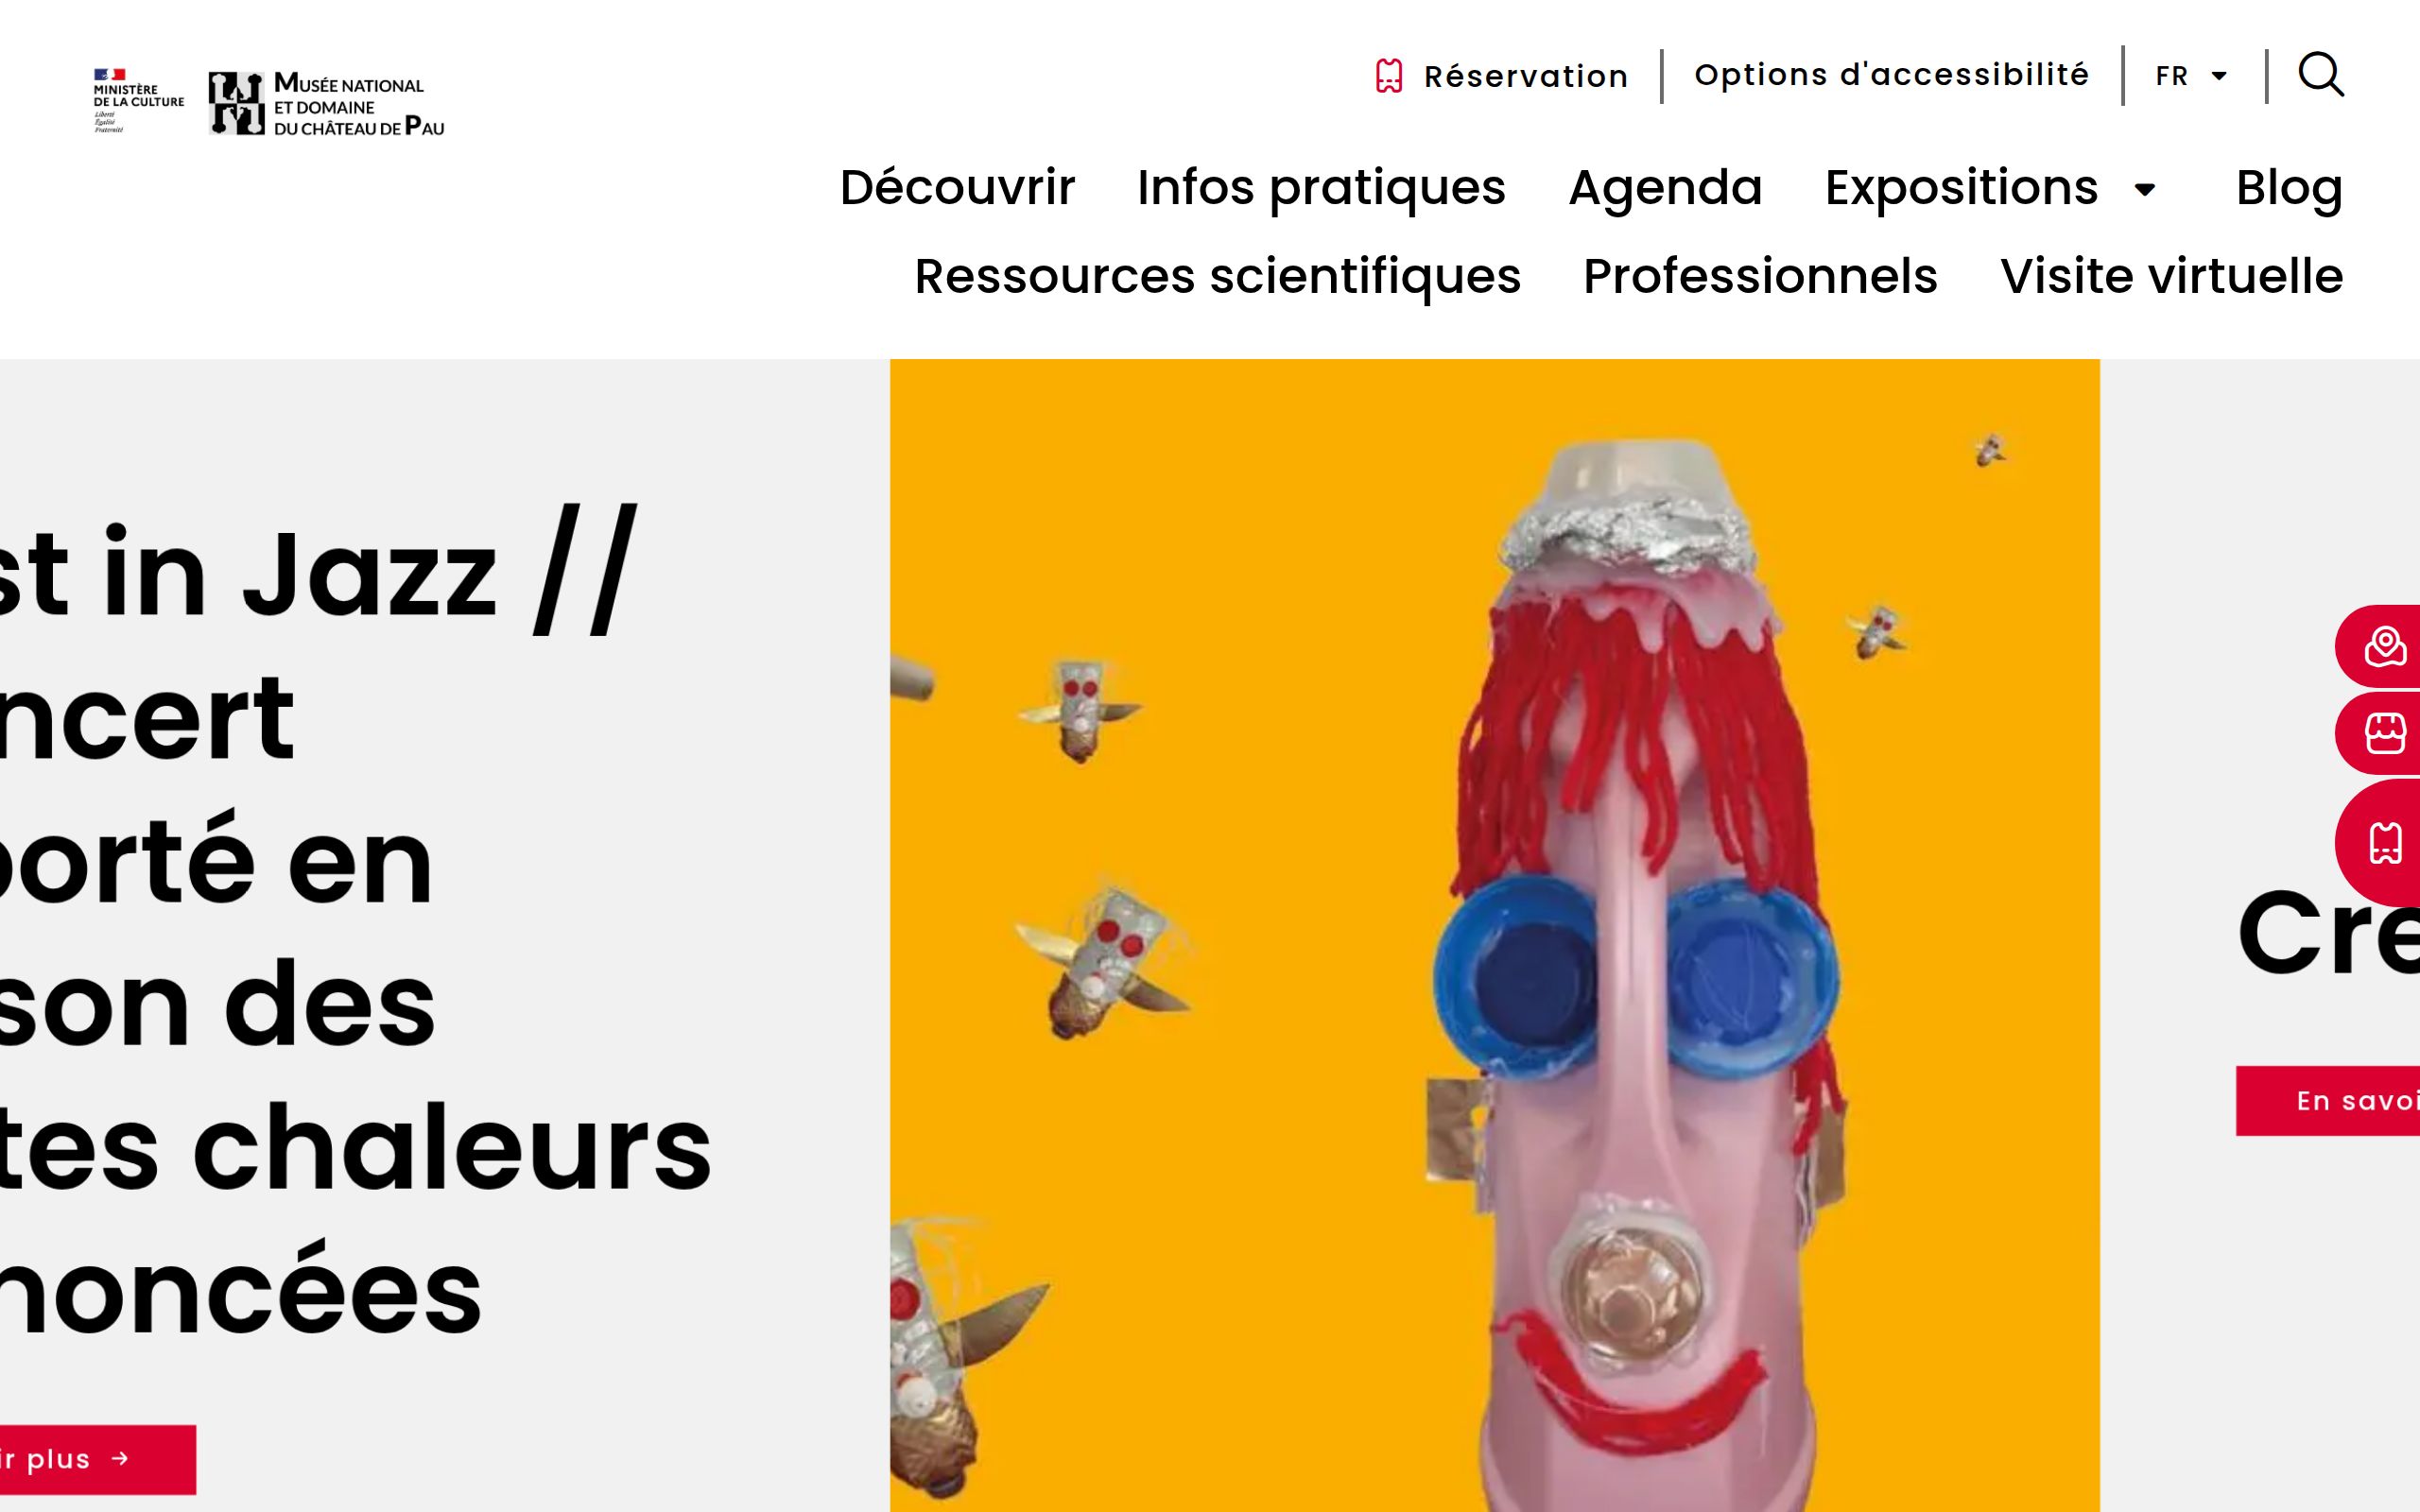 MINISTÈRE
DE LA CULTURE
Liberté
Égalité
Fraternité
MUSÉE NATIONAL
ET DOMAINE
DU CHÂTEAU DE PAU
Réservation
Options d'accessibilité
FR
Découvrir
Infos pratiques
Agenda
Expositions
Blog
Ressources scientifiques
Professionnels
Visite virtuelle
st in Jazz //
ncert
porté en
son des
tes chaleurs
noncées
ir plus
Cre
En savoi